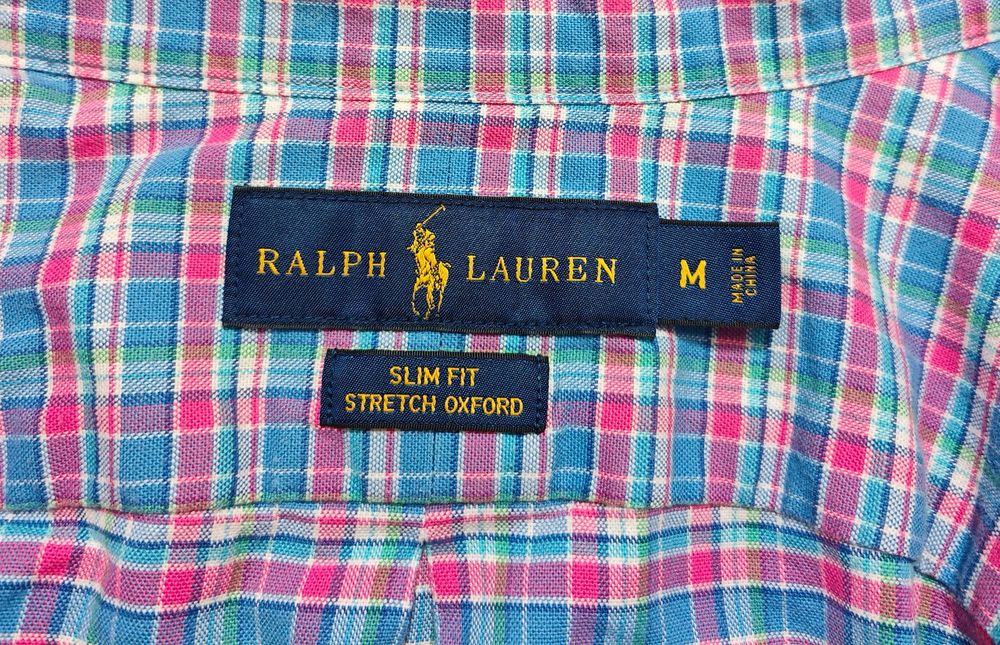 RALPH LAUREN
M
MADE IN
CHINA
SLIM FIT
STRETCH OXFORD